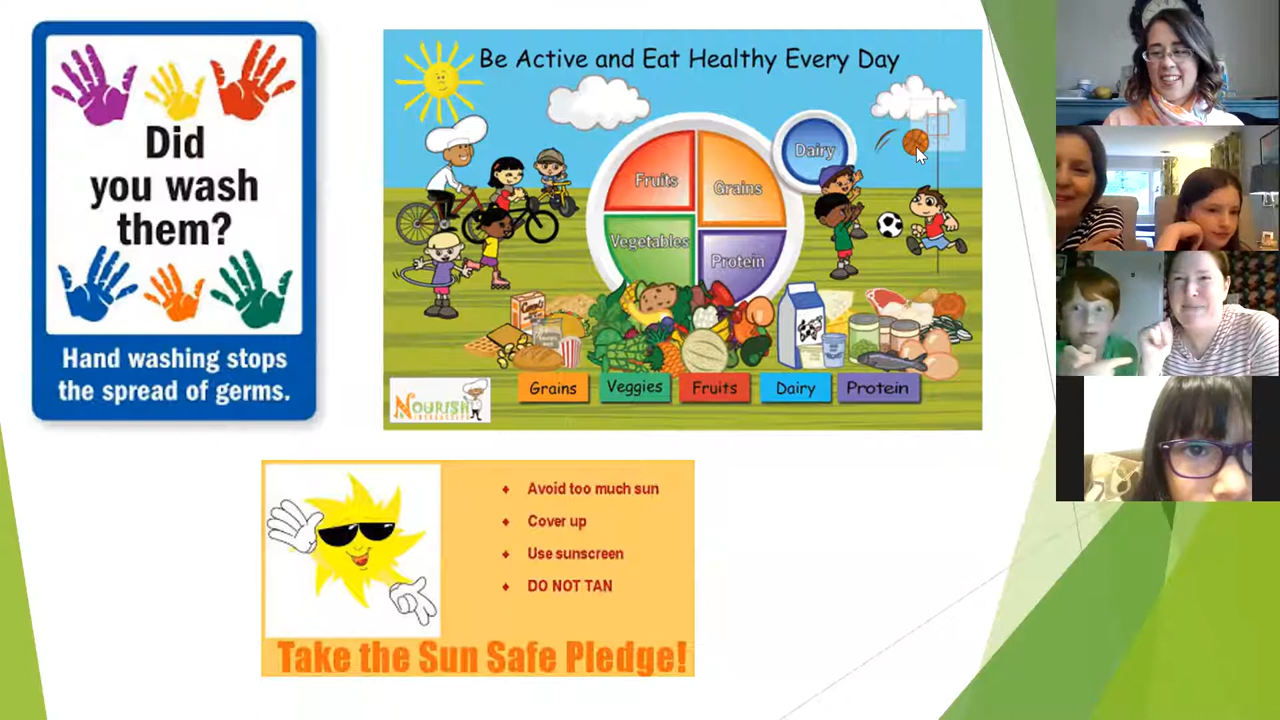 Did
you wash
them?
Hand washing stops
the spread of germs.
Be Active and Eat Healthy Every Day
Dairy
Fruits
Grains
Vegetables
Protein
Grains
Veggies
Fruits
Dairy
Protein
NOURISH
INTERACTIVE
Avoid too much sun
Cover up
Use sunscreen
DO NOT TAN
Take the Sun Safe Pledge!